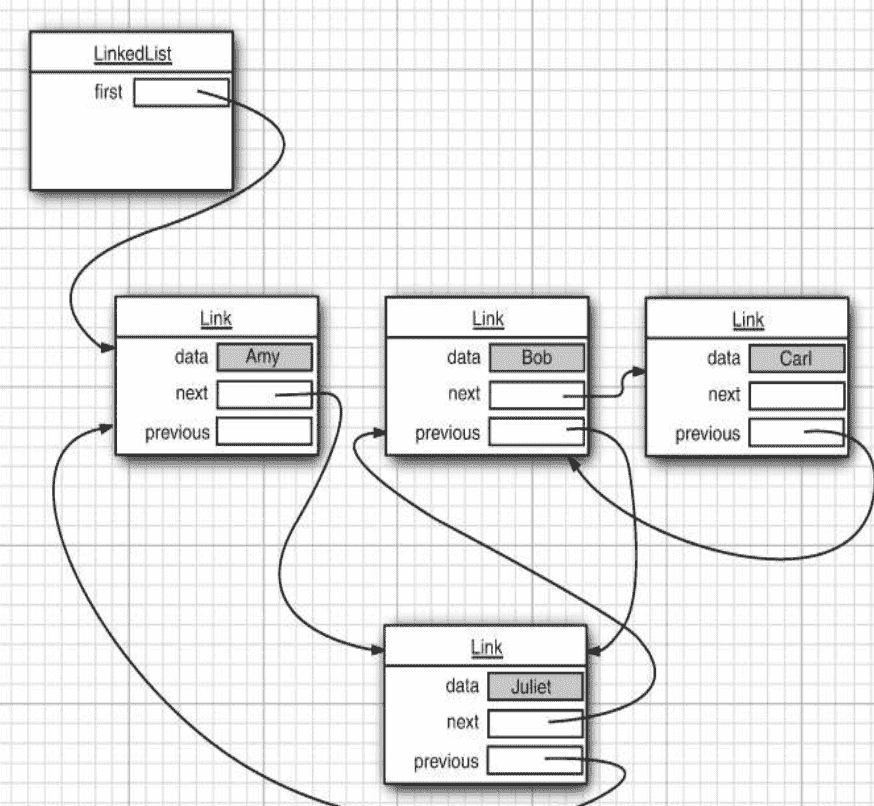 LinkedList
first
Link
data Amy
next
previous
Link
data Bob
next
previous
Link
data Carl
next
previous
Link
data Juliet
next
previous